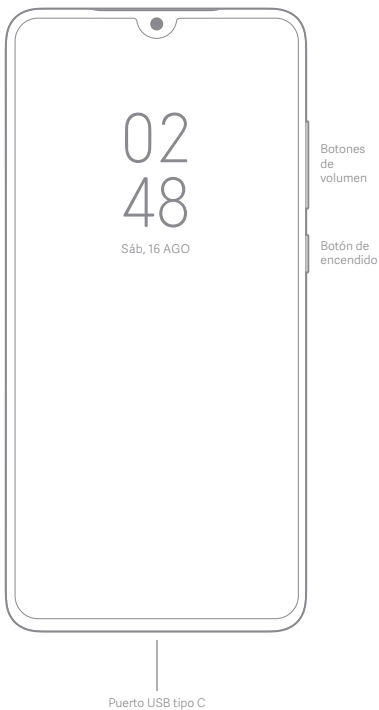 02
48
Sáb, 16 AGO
Botones
de
volumen
Botón de
encendido
Puerto USB tipo C